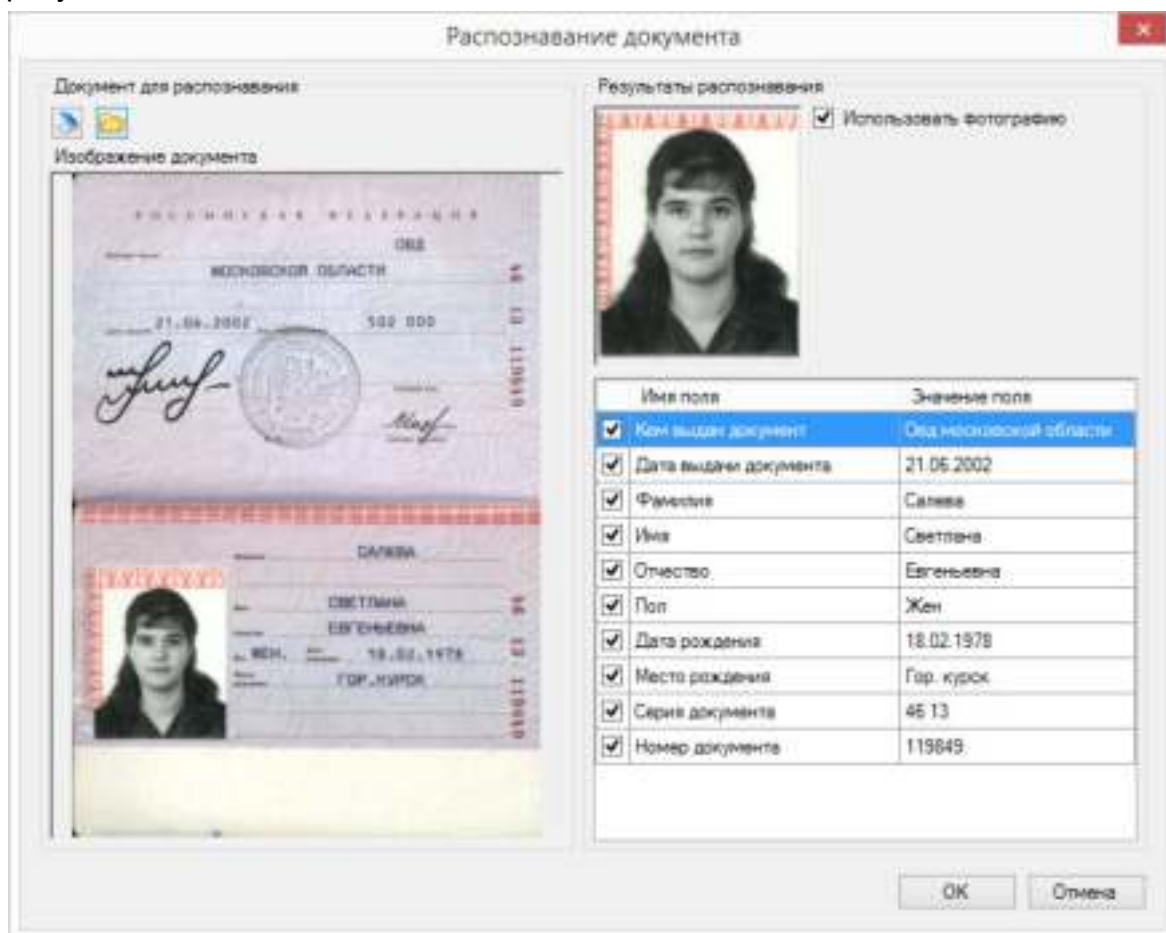 Распознавание документа
Документ для распознавания
Изображение документа
РОССИЙСКАЯ ФЕДЕРАЦИЯ
ОВД
МОСКОВСКОЙ ОБЛАСТИ
21.06.2002 502 000
САЛЕВА
СВЕТЛАНА
ЕВГЕНЬЕВНА
ЖЕН. 18.02.1978
ГОР.КУРСК
Результаты распознавания
Использовать фотографию
Имя поля Значение поля
Кем выдан документ Овд московской области
Дата выдачи документа 21.06.2002
Фамилия Салева
Имя Светлана
Отчество Евгеньевна
Пол Жен
Дата рождения 18.02.1978
Место рождения Гор. курок
Серия документа 46 13
Номер документа 119849
OK Отмена